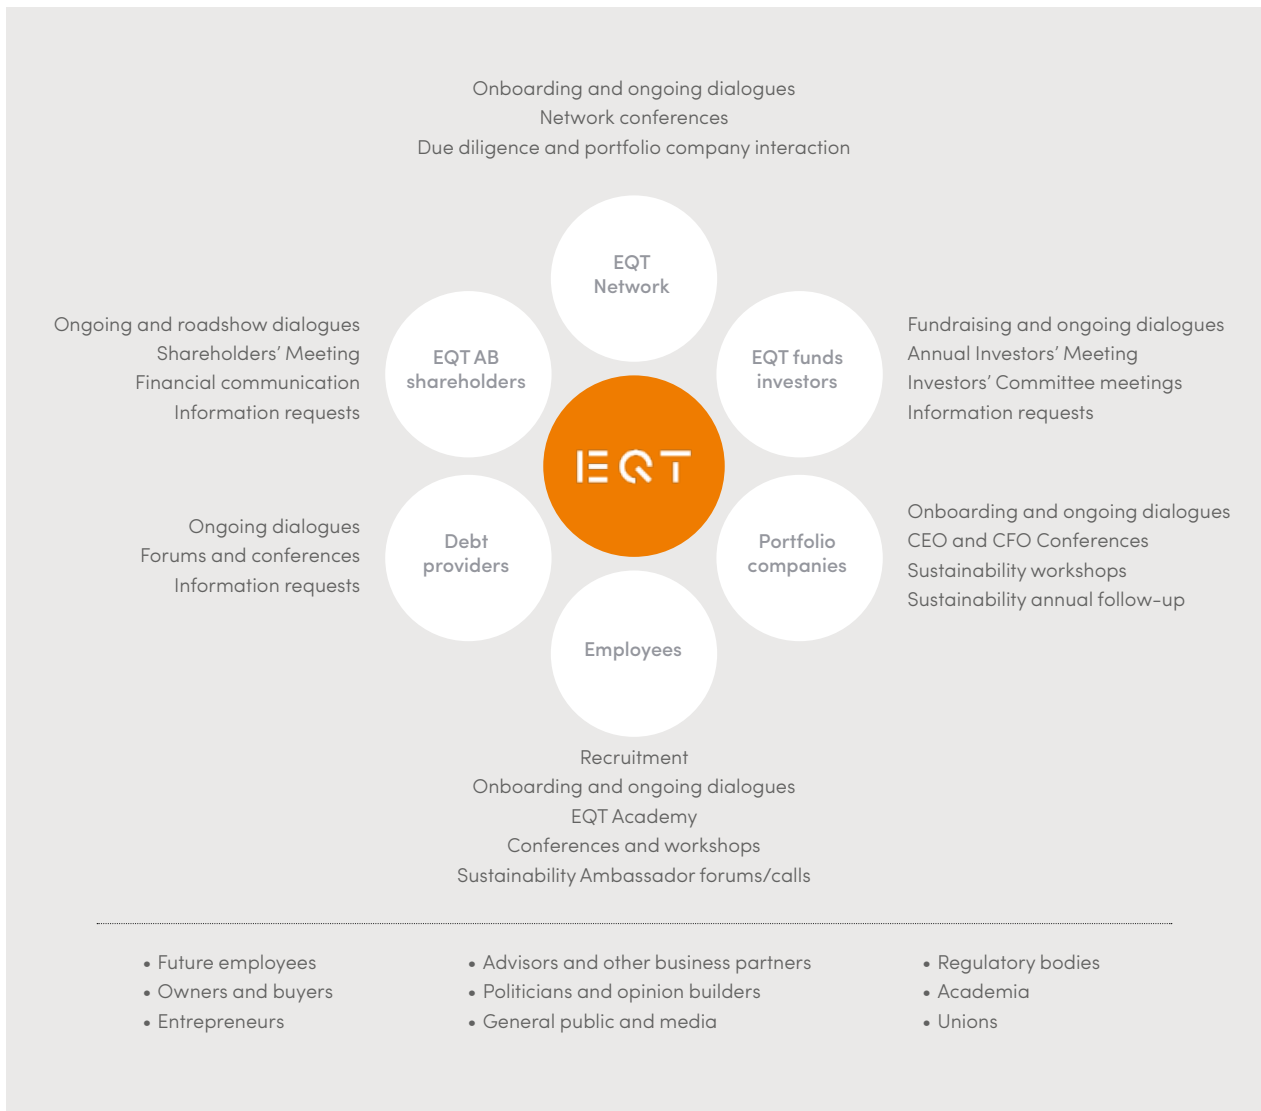 Onboarding and ongoing dialogues
Network conferences
Due diligence and portfolio company interaction
EQT
Network
Ongoing and roadshow dialogues
Shareholders’ Meeting
Financial communication
Information requests
EQT AB
shareholders
EQT funds
investors
Fundraising and ongoing dialogues
Annual Investors’ Meeting
Investors’ Committee meetings
Information requests
EQT
Ongoing dialogues
Forums and conferences
Information requests
Debt
providers
Portfolio
companies
Onboarding and ongoing dialogues
CEO and CFO Conferences
Sustainability workshops
Sustainability annual follow-up
Employees
Recruitment
Onboarding and ongoing dialogues
EQT Academy
Conferences and workshops
Sustainability Ambassador forums/calls
• Future employees
• Owners and buyers
• Entrepreneurs
• Advisors and other business partners
• Politicians and opinion builders
• General public and media
• Regulatory bodies
• Academia
• Unions